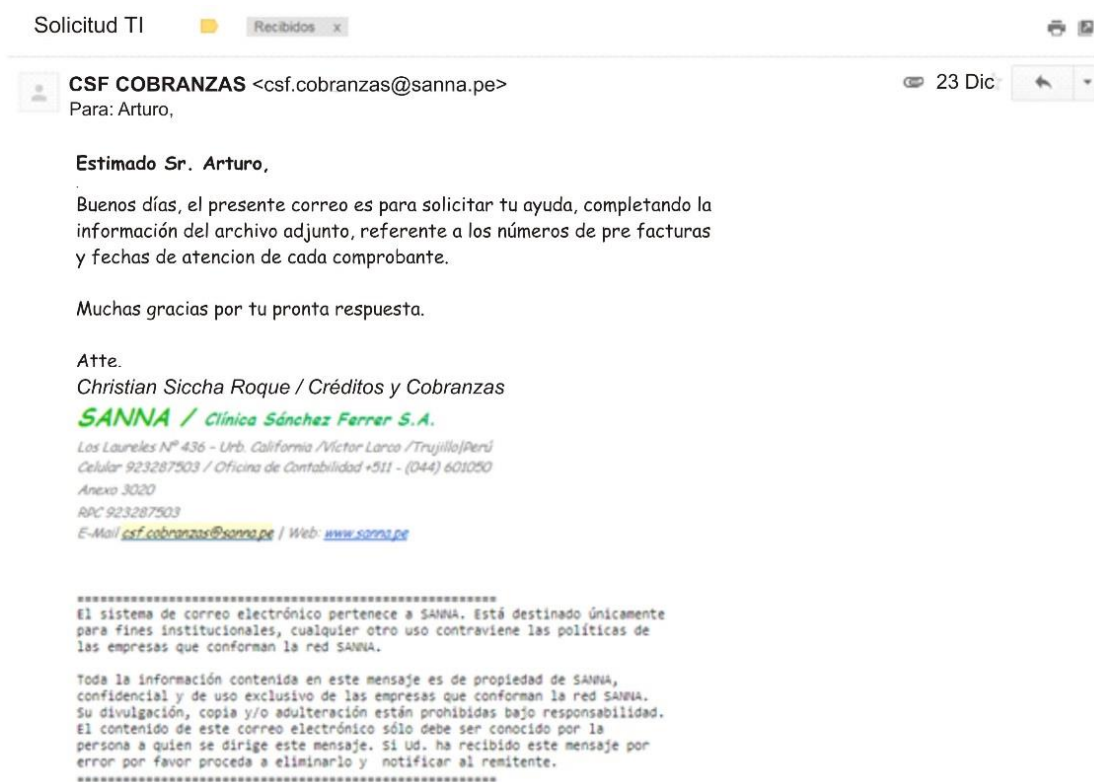 Solicitud TI
Recibidos x
CSF COBRANZAS <csf.cobranzas@sanna.pe>
23 Dic
Para: Arturo,
Estimado Sr. Arturo,
Buenos días, el presente correo es para solicitar tu ayuda, completando la
información del archivo adjunto, referente a los números de pre facturas
y fechas de atencion de cada comprobante.
Muchas gracias por tu pronta respuesta.
Atte.
Christian Siccha Roque / Créditos y Cobranzas
SANNA / Clínica Sánchez Ferrer S.A.
Los Laureles Nº 436 - Urb. California /Víctor Larco /Trujillo|Perú
Celular 923287503 / Oficina de Contabilidad +511 - (044) 601050
Anexo 3020
RPC 923287503
E-Mail csf.cobranzas@sanna.pe | Web: www.sanna.pe
=======================================================
El sistema de correo electrónico pertenece a SANNA. Está destinado únicamente
para fines institucionales, cualquier otro uso contraviene las políticas de
las empresas que conforman la red SANNA.
Toda la información contenida en este mensaje es de propiedad de SANNA,
confidencial y de uso exclusivo de las empresas que conforman la red SANNA.
Su divulgación, copia y/o adulteración están prohibidas bajo responsabilidad.
El contenido de este correo electrónico sólo debe ser conocido por la
persona a quien se dirige este mensaje. Si Ud. ha recibido este mensaje por
error por favor proceda a eliminarlo y notificar al remitente.
=======================================================